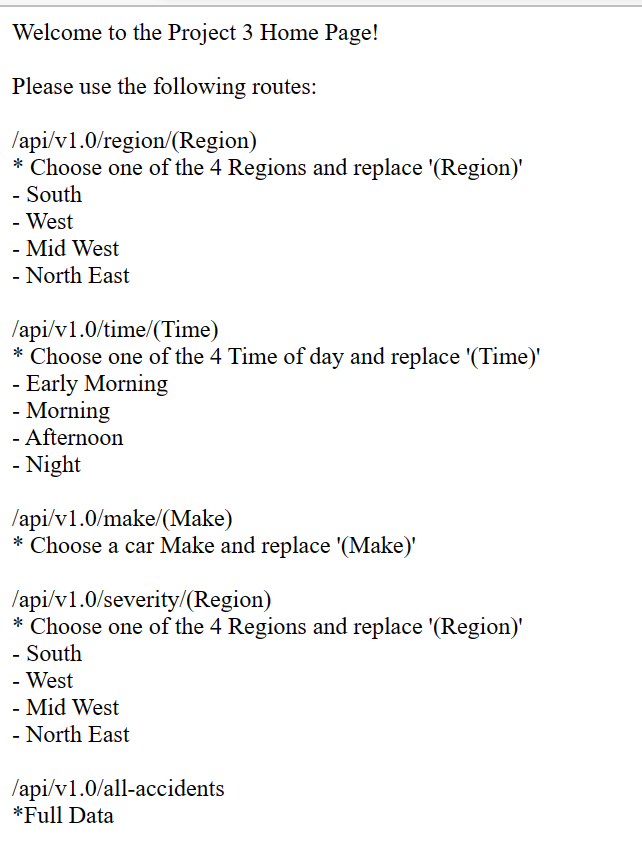 Welcome to the Project 3 Home Page!
Please use the following routes:
/api/v1.0/region/(Region)
* Choose one of the 4 Regions and replace '(Region)'
- South
- West
- Mid West
- North East
/api/v1.0/time/(Time)
* Choose one of the 4 Time of day and replace '(Time)'
- Early Morning
- Morning
- Afternoon
- Night
/api/v1.0/make/(Make)
* Choose a car Make and replace '(Make)'
/api/v1.0/severity/(Region)
* Choose one of the 4 Regions and replace '(Region)'
- South
- West
- Mid West
- North East
/api/v1.0/all-accidents
*Full Data